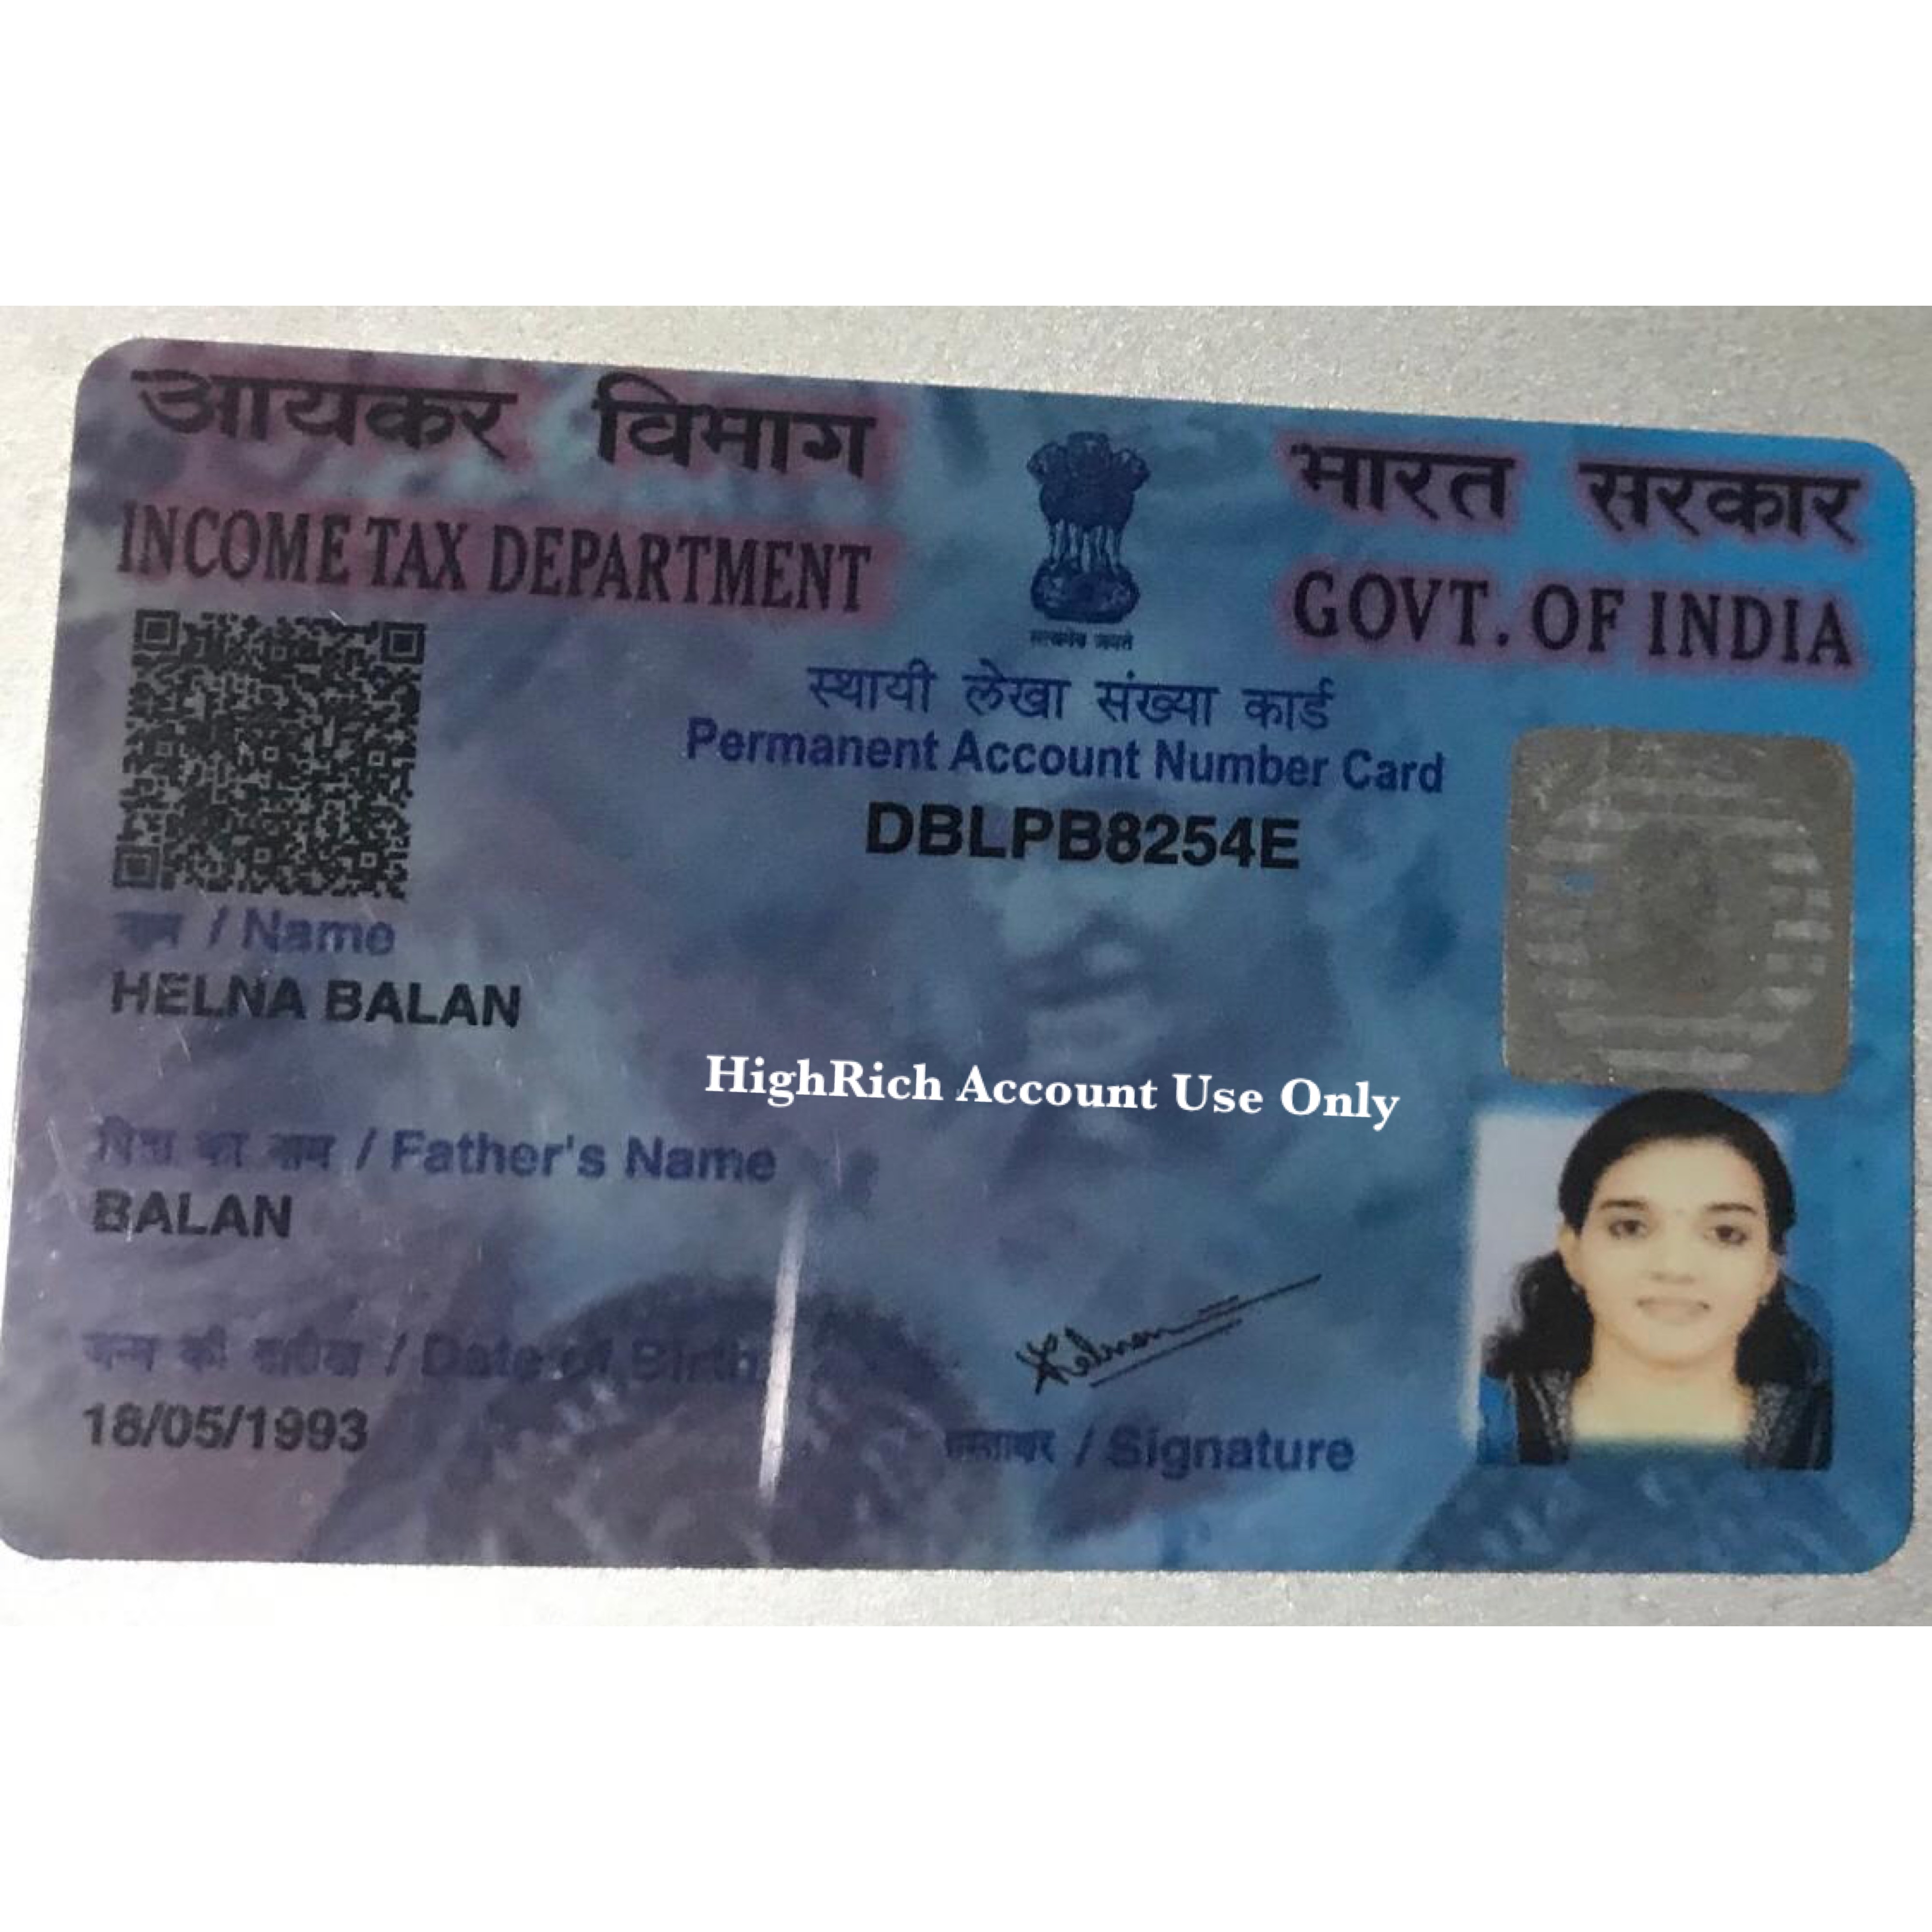 आयकर विभाग
INCOME TAX DEPARTMENT
भारत सरकार
GOVT. OF INDIA
सत्यमेव जयते
स्थायी लेखा संख्या कार्ड
Permanent Account Number Card
DBLPB8254E
नाम / Name
HELNA BALAN
HighRich Account Use Only
पिता का नाम / Father's Name
BALAN
जन्म की तारीख / Date of Birth
18/05/1993
Helna
हस्ताक्षर / Signature